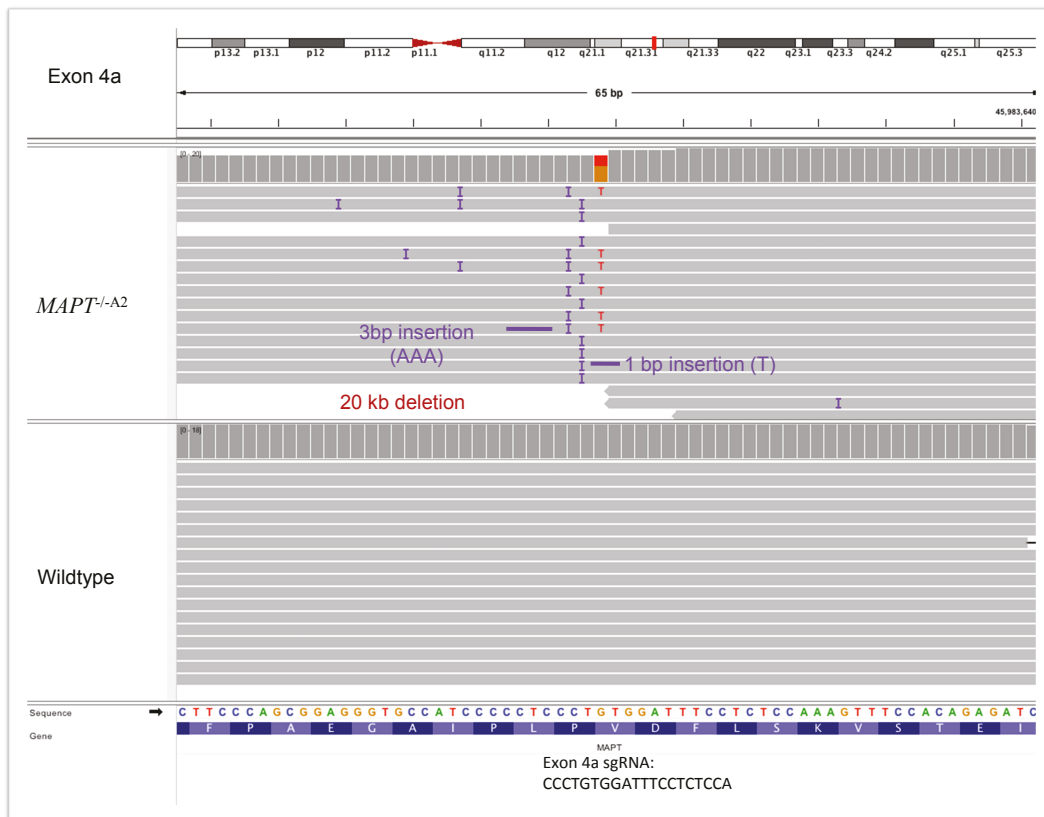 Exon 4a
p13.2 p13.1 p12 p11.2 p11.1 q11.2 q12 q21.1 q21.31 q21.33 q22 q23.1 q23.3 q24.2 q25.1 q25.3
65 bp
45,983,640
[0 - 20]
I I T
I I
I
I
I I T
I I T
I
I T
I
I T
3bp insertion I T
(AAA) I
I 1 bp insertion (T)
I
20 kb deletion I
MAPT-/-A2
[0 - 18]
Wildtype
Sequence C T T C C C A G C G G A G G G T G C C A T C C C C C T C C C T G T G G A T T T C C T C T C C A A A G T T T C C A C A G A G A T C
Gene F P A E G A I P L P V D F L S K V S T E I
MAPT
Exon 4a sgRNA:
CCCTGTGGATTTCCTCTCCA